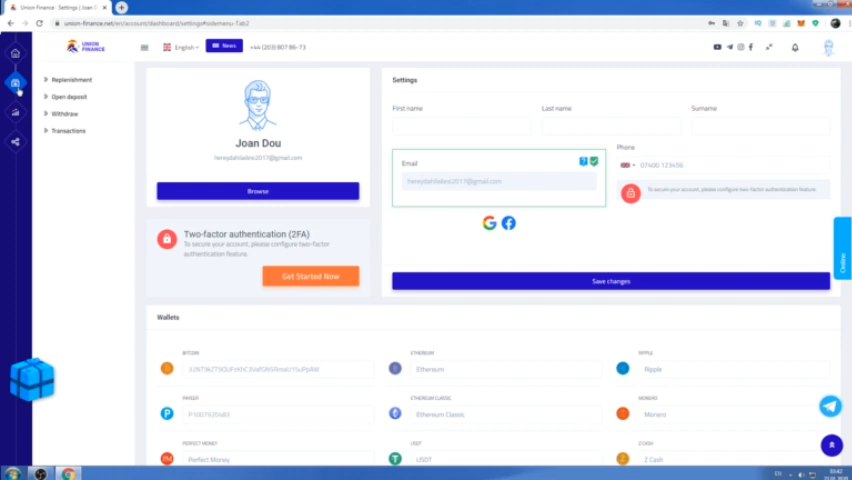 Union Finance: Settings | Joan D
union-finance.net/en/account/dashboard/settings#sidemenu-Tab2
UNION
FINANCE
English
News
+44 (203) 807 86-73
Replenishment
Open deposit
Withdraw
Transactions
Joan Dou
Browse
Two-factor authentication (2FA)
To secure your account, please configure two-factor
authentication feature.
Get Started Now
Settings
First name
Last name
Surname
Email
Phone
07400 123456
To secure your account, please configure two-factor authentication feature.
Save changes
Online
Wallets
BITCOIN
ETHEREUM
Ethereum
RIPPLE
Ripple
PAYEER
P1007930483
ETHEREUM CLASSIC
Ethereum Classic
MONERO
Monero
PERFECT MONEY
Perfect Money
USDT
USDT
Z CASH
Z Cash
EN
03:42